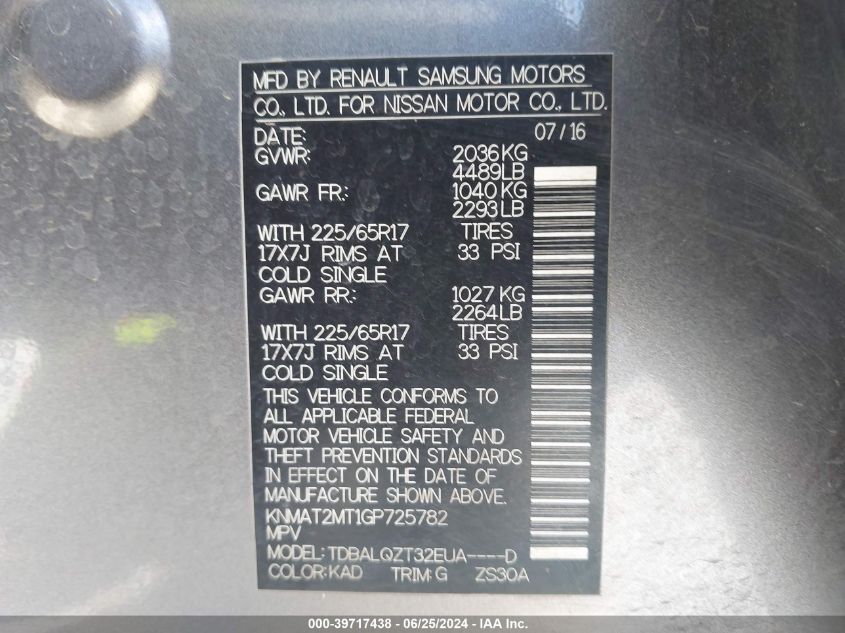 MFD BY RENAULT SAMSUNG MOTORS
CO., LTD. FOR NISSAN MOTOR CO., LTD.
DATE: 07/16
GVWR: 2036KG
4489LB
GAWR FR.: 1040 KG
2293LB
WITH 225/65R17 TIRES
17X7J RIMS AT 33 PSI
COLD SINGLE
GAWR RR.: 1027 KG
2264LB
WITH 225/65R17 TIRES
17X7J RIMS AT 33 PSI
COLD SINGLE
THIS VEHICLE CONFORMS TO
ALL APPLICABLE FEDERAL
MOTOR VEHICLE SAFETY AND
THEFT PREVENTION STANDARDS
IN EFFECT ON THE DATE OF
MANUFACTURE SHOWN ABOVE.
KNMAT2MT1GP725782
MPV
MODEL: TDBALQZT32EUA----D
COLOR: KAD TRIM: G ZS30A
000-39717438 - 06/25/2024 - IAA Inc.